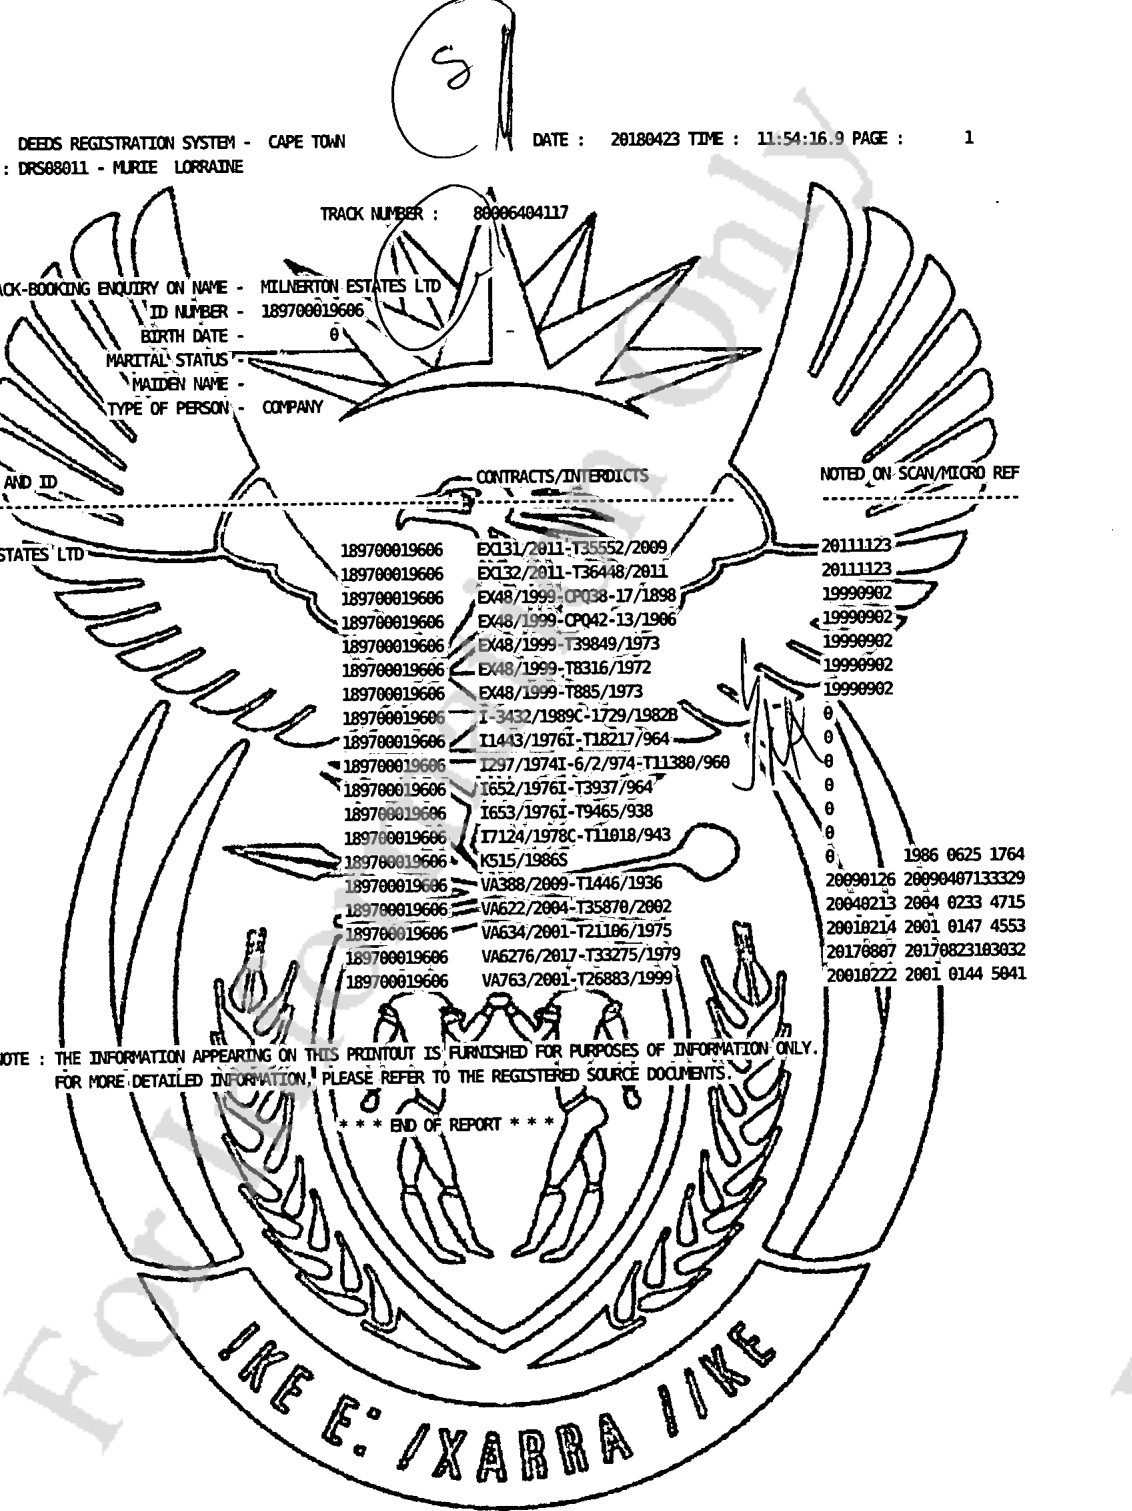 S
DEEDS REGISTRATION SYSTEM - CAPE TOWN DATE : 20180423 TIME : 11:54:16.9 PAGE : 1
: DRS08011 - MURIE LORRAINE
TRACK NUMBER : 80006404117
ACK-BOOKING ENQUIRY ON NAME - MILNERTON ESTATES LTD
ID NUMBER - 189700019606
BIRTH DATE - 0
MARITAL STATUS -
MAIDEN NAME -
TYPE OF PERSON - COMPANY
AND ID CONTRACTS/INTERDICTS NOTED ON SCAN/MICRO REF
STATES LTD 189700019606 EX131/2011-T35552/2009 20111123
189700019606 EX132/2011-T36448/2011 20111123
189700019606 EX48/1999-CPQ38-17/1898 19990902
189700019606 EX48/1999-CPQ42-13/1906 19990902
189700019606 EX48/1999-T39849/1973 19990902
189700019606 EX48/1999-T8316/1972 19990902
189700019606 EX48/1999-T885/1973 19990902
189700019606 I-3432/1989C-1729/1982B 0
189700019606 I1443/1976I-T18217/964 0
189700019606 I297/1974I-6/2/974-T11380/960 0
189700019606 I652/1976I-T3937/964 0
189700019606 I653/1976I-T9465/938 0
189700019606 I7124/1978C-T11018/943 0
189700019606 K515/1986S 0 1986 0625 1764
189700019606 VA388/2009-T1446/1936 20090126 20090407133329
189700019606 VA622/2004-T35870/2002 20040213 2004 0233 4715
189700019606 VA634/2001-T21106/1975 20010214 2001 0147 4553
189700019606 VA6276/2017-T33275/1979 20170807 20170823103032
189700019606 VA763/2001-T26883/1999 20010222 2001 0144 5041
NOTE : THE INFORMATION APPEARING ON THIS PRINTOUT IS FURNISHED FOR PURPOSES OF INFORMATION ONLY.
FOR MORE DETAILED INFORMATION, PLEASE REFER TO THE REGISTERED SOURCE DOCUMENTS.
* * * END OF REPORT * * *
!KE E: /XARRA //KE
For Information Only